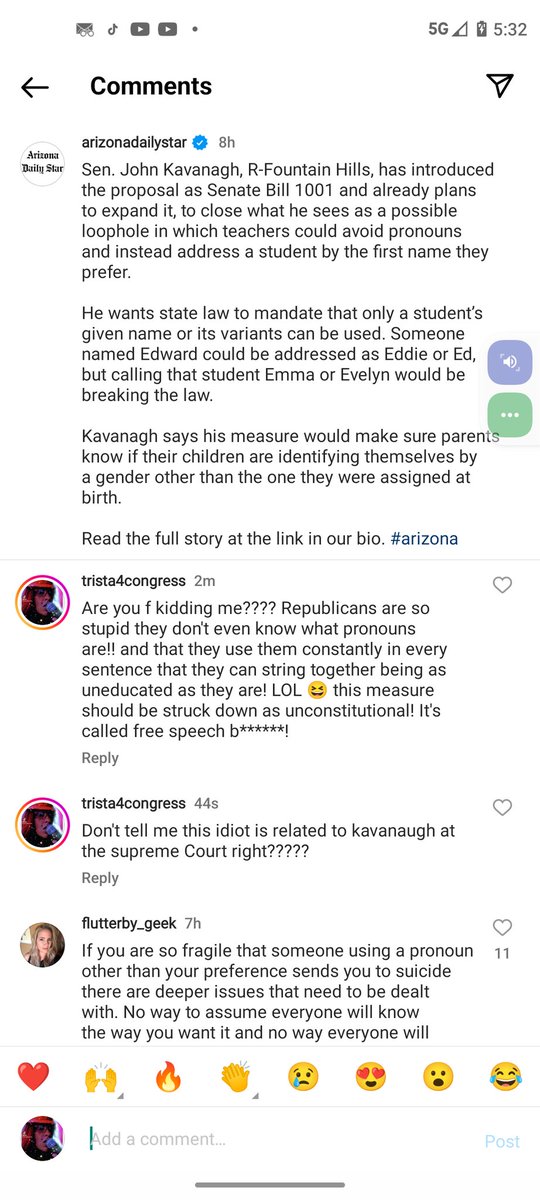 5G 5:32
Comments
arizonadailystar 8h
Arizona
Daily Star
Sen. John Kavanagh, R-Fountain Hills, has introduced
the proposal as Senate Bill 1001 and already plans
to expand it, to close what he sees as a possible
loophole in which teachers could avoid pronouns
and instead address a student by the first name they
prefer.
He wants state law to mandate that only a student's
given name or its variants can be used. Someone
named Edward could be addressed as Eddie or Ed,
but calling that student Emma or Evelyn would be
breaking the law.
Kavanagh says his measure would make sure parents
know if their children are identifying themselves by
a gender other than the one they were assigned at
birth.
Read the full story at the link in our bio. #arizona
trista4congress 2m
Are you f kidding me???? Republicans are so
stupid they don't even know what pronouns
are!! and that they use them constantly in every
sentence that they can string together being as
uneducated as they are! LOL 😆 this measure
should be struck down as unconstitutional! It's
called free speech b******!
Reply
trista4congress 44s
Don't tell me this idiot is related to kavanaugh at
the supreme Court right?????
Reply
flutterby_geek 7h
If you are so fragile that someone using a pronoun
other than your preference sends you to suicide
11
there are deeper issues that need to be dealt
with. No way to assume everyone will know
the way you want it and no way everyone will
Add a comment...
Post